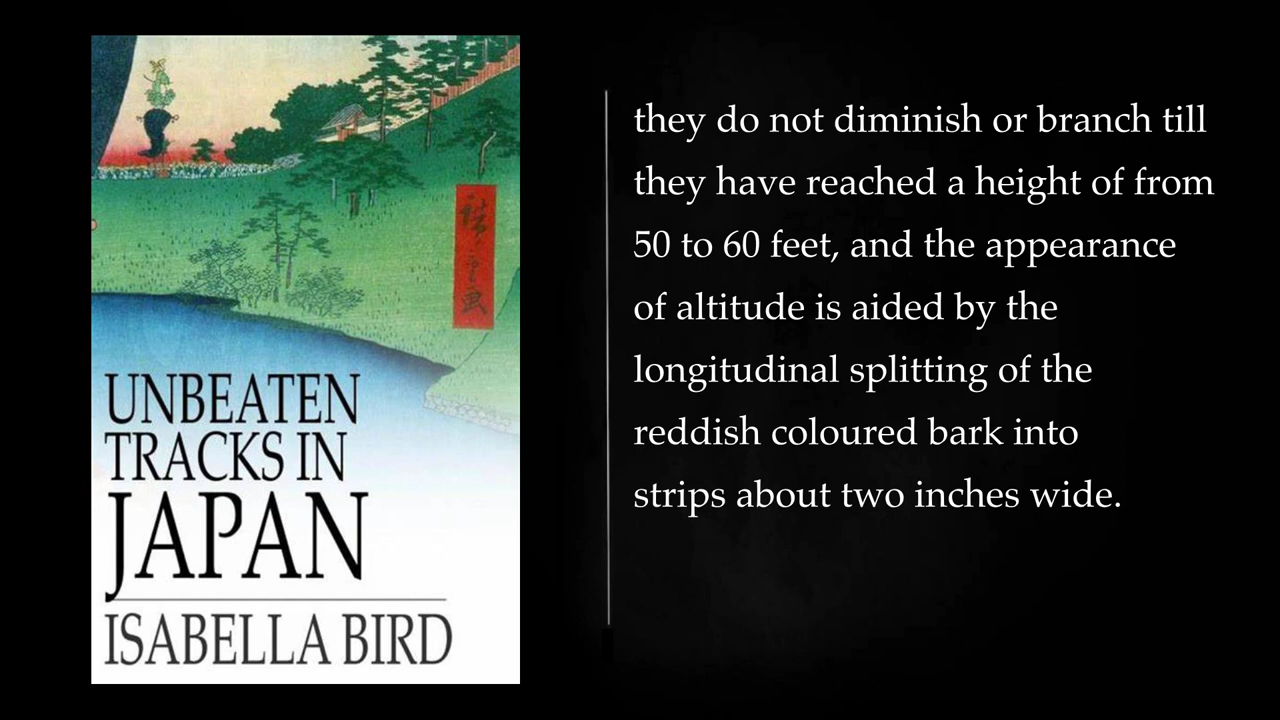 UNBEATEN
TRACKS IN
JAPAN
ISABELLA BIRD
they do not diminish or branch till
they have reached a height of from
50 to 60 feet, and the appearance
of altitude is aided by the
longitudinal splitting of the
reddish coloured bark into
strips about two inches wide.